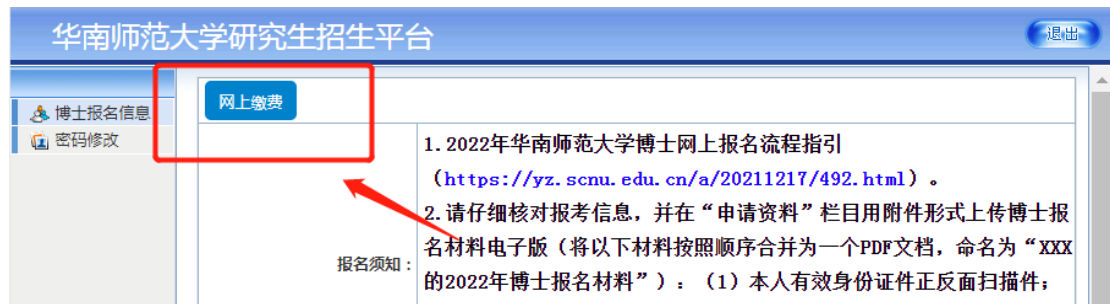 华南师范大学研究生招生平台
退出
博士报名信息
密码修改
网上缴费
1.2022年华南师范大学博士网上报名流程指引
（https://yz.scnu.edu.cn/a/20211217/492.html）。
2.请仔细核对报考信息，并在“申请资料”栏目用附件形式上传博士报
名材料电子版（将以下材料按照顺序合并为一个PDF文档，命名为“XXX
报名须知：
的2022年博士报名材料”）：（1）本人有效身份证件正反面扫描件；